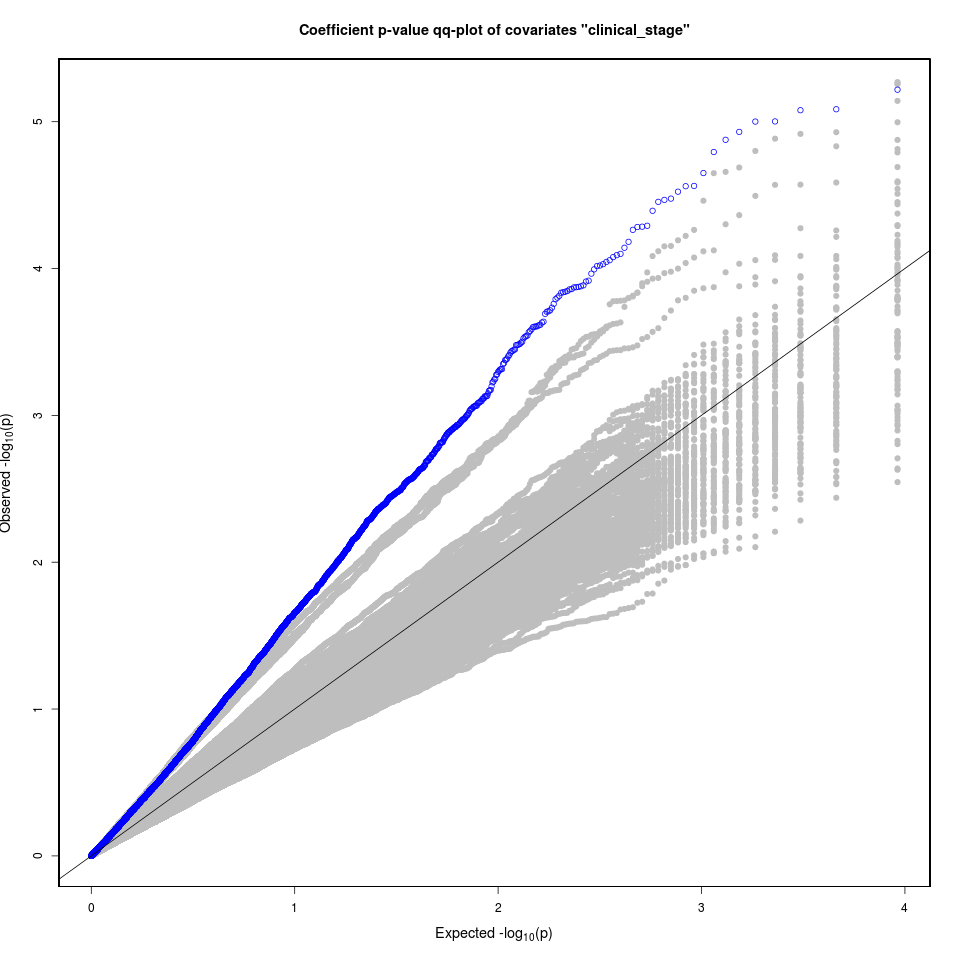 Coefficient p-value qq-plot of covariates "clinical_stage"
Observed -log10(p)
5
4
3
2
1
0
0 1 2 3 4
Expected -log10(p)